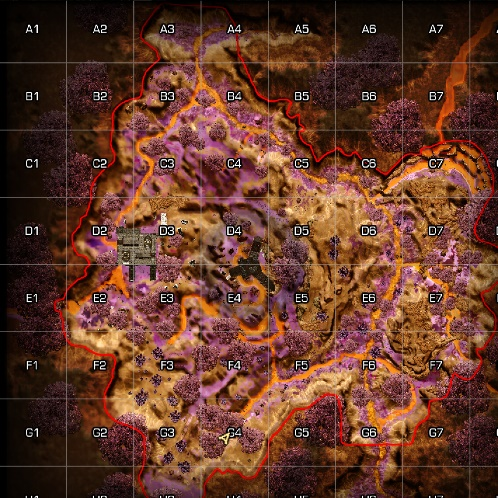 A1 A2 A3 A4 A5 A6 A7
B1 B2 B3 B4 B5 B6 B7
C1 C2 C3 C4 C5 C6 C7
D1 D2 D3 D4 D5 D6 D7
E1 E2 E3 E4 E5 E6 E7
F1 F2 F3 F4 F5 F6 F7
G1 G2 G3 G4 G5 G6 G7